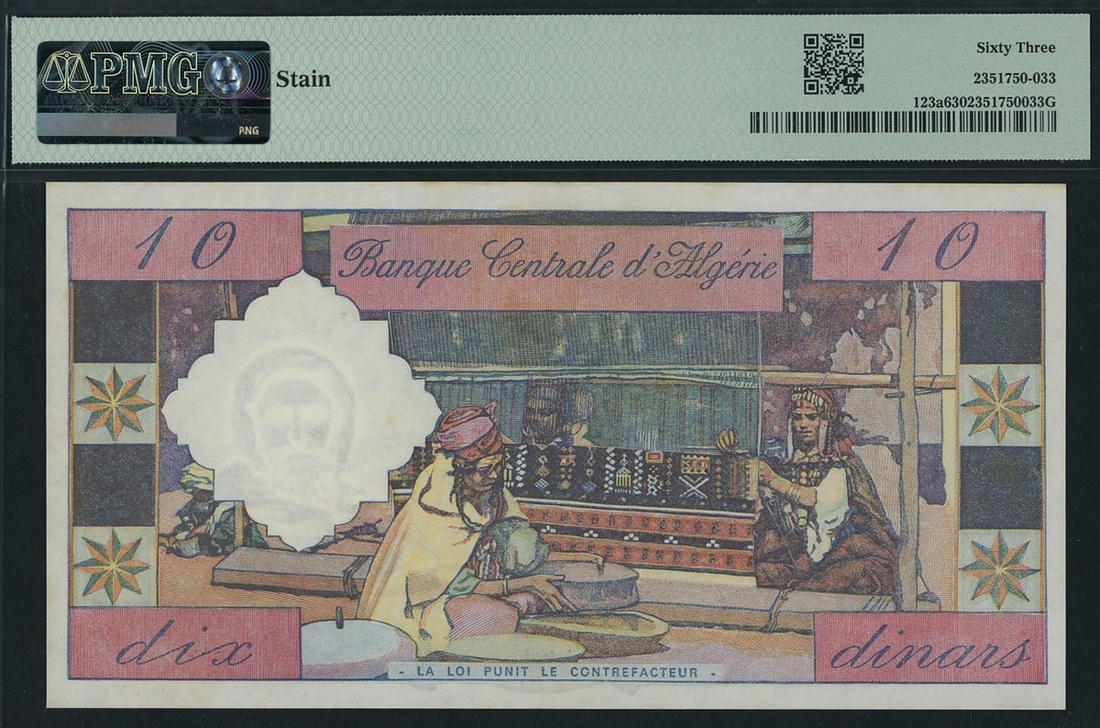 PMG
PNG
Stain
Sixty Three
2351750-033
123a6302351750033G
10
Banque Centrale d'Algérie
10
dix
- LA LOI PUNIT LE CONTREFACTEUR -
dinars